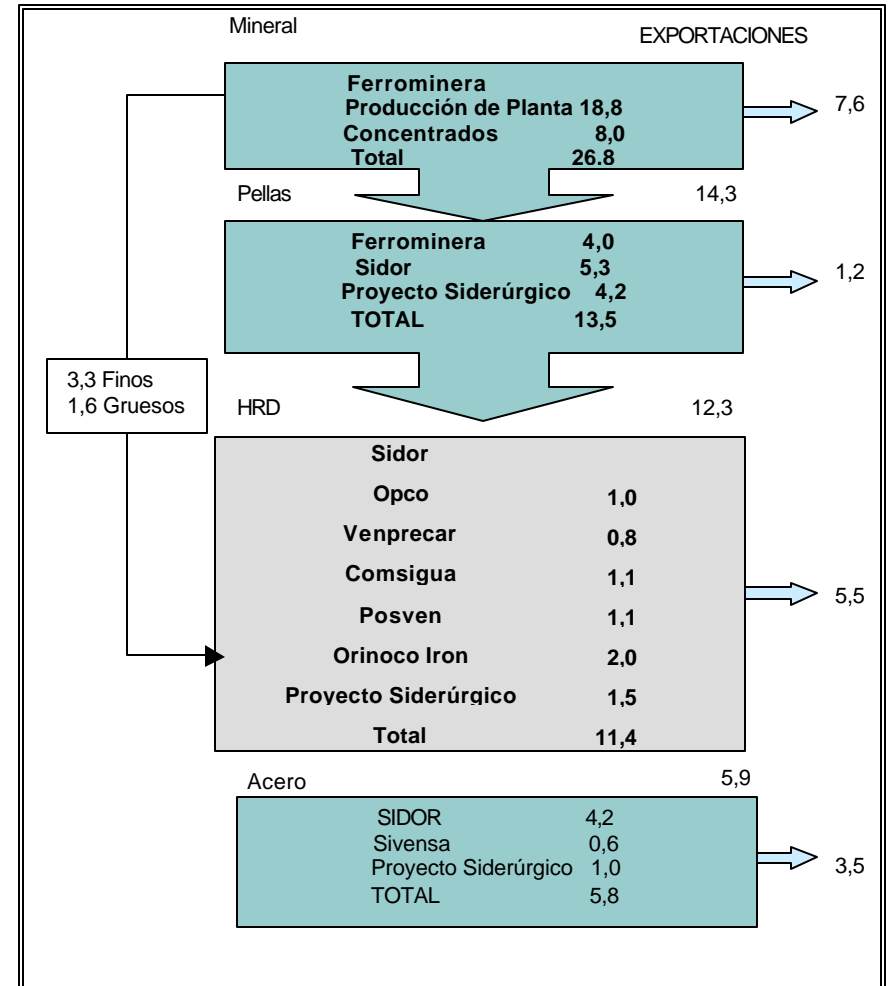 Mineral
EXPORTACIONES
Ferrominera
Producción de Planta 18,8
Concentrados 8,0
Total 26.8
7,6
Pellas 14,3
Ferrominera 4,0
Sidor 5,3
Proyecto Siderúrgico 4,2
TOTAL 13,5
1,2
3,3 Finos
1,6 Gruesos
HRD 12,3
Sidor
Opco 1,0
Venprecar 0,8
Comsigua 1,1
Posven 1,1
Orinoco Iron 2,0
Proyecto Siderúrgico 1,5
Total 11,4
5,5
Acero 5,9
SIDOR 4,2
Sivensa 0,6
Proyecto Siderúrgico 1,0
TOTAL 5,8
3,5